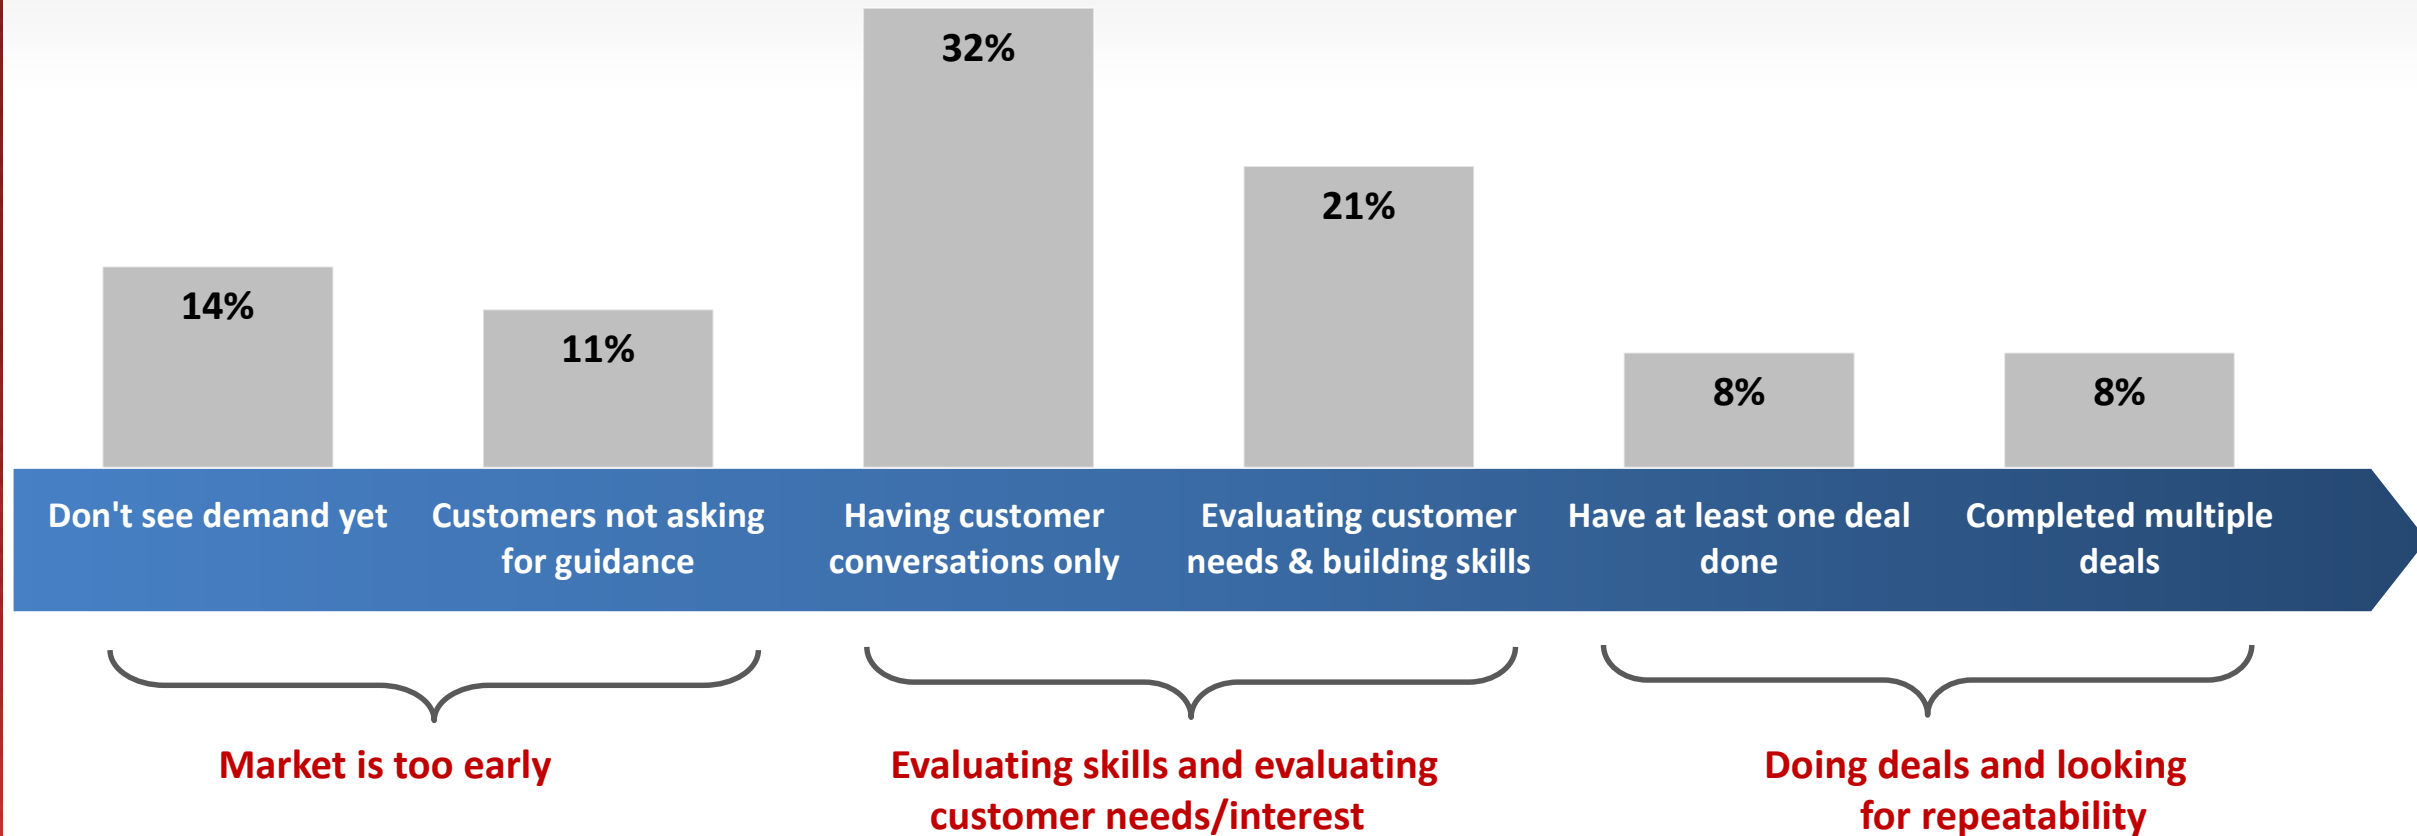 32%
21%
14%
11%
8%
8%
Don't see demand yet
Customers not asking
for guidance
Having customer
conversations only
Evaluating customer
needs & building skills
Have at least one deal
done
Completed multiple
deals
Market is too early
Evaluating skills and evaluating
customer needs/interest
Doing deals and looking
for repeatability